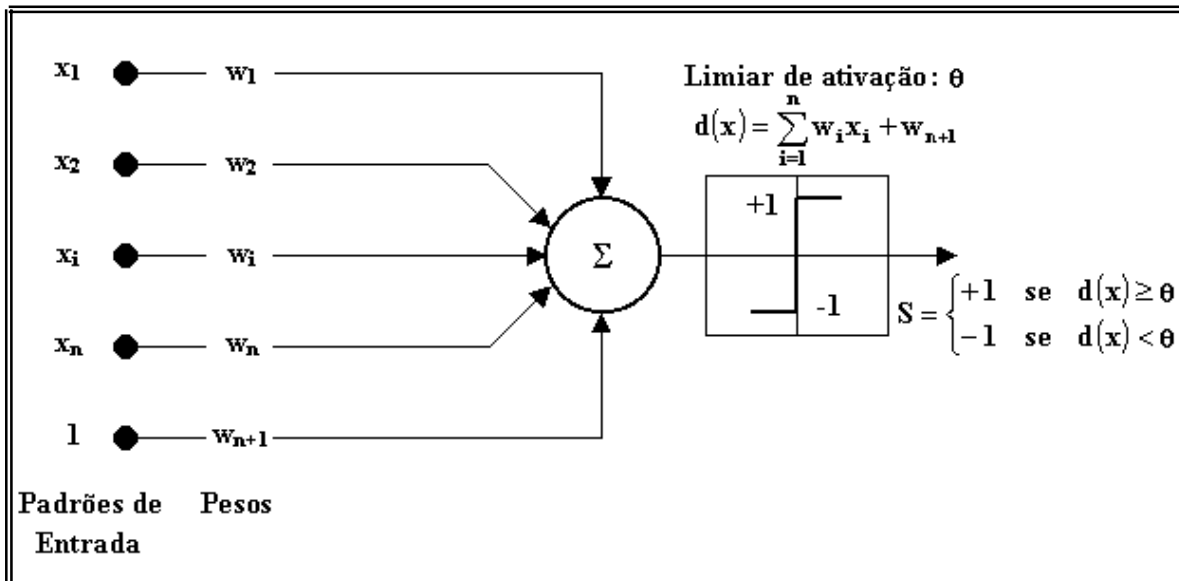 x₁ w₁
Limiar de ativação: θ
d(x) = ∑ᵢ₌₁ⁿ wᵢxᵢ + wₙ₊₁
x₂ w₂
+1
xᵢ wᵢ
Σ
-1
S = { +1 se d(x) ≥ θ
−1 se d(x) < θ
xₙ wₙ
1 wₙ₊₁
Padrões de Entrada
Pesos